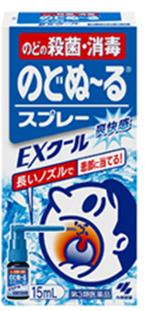 のどの殺菌・消毒
のどぬ〜る
スプレー
爽快感
EXクール
長いノズルで
患部に当てる!
15mL
第3類医薬品